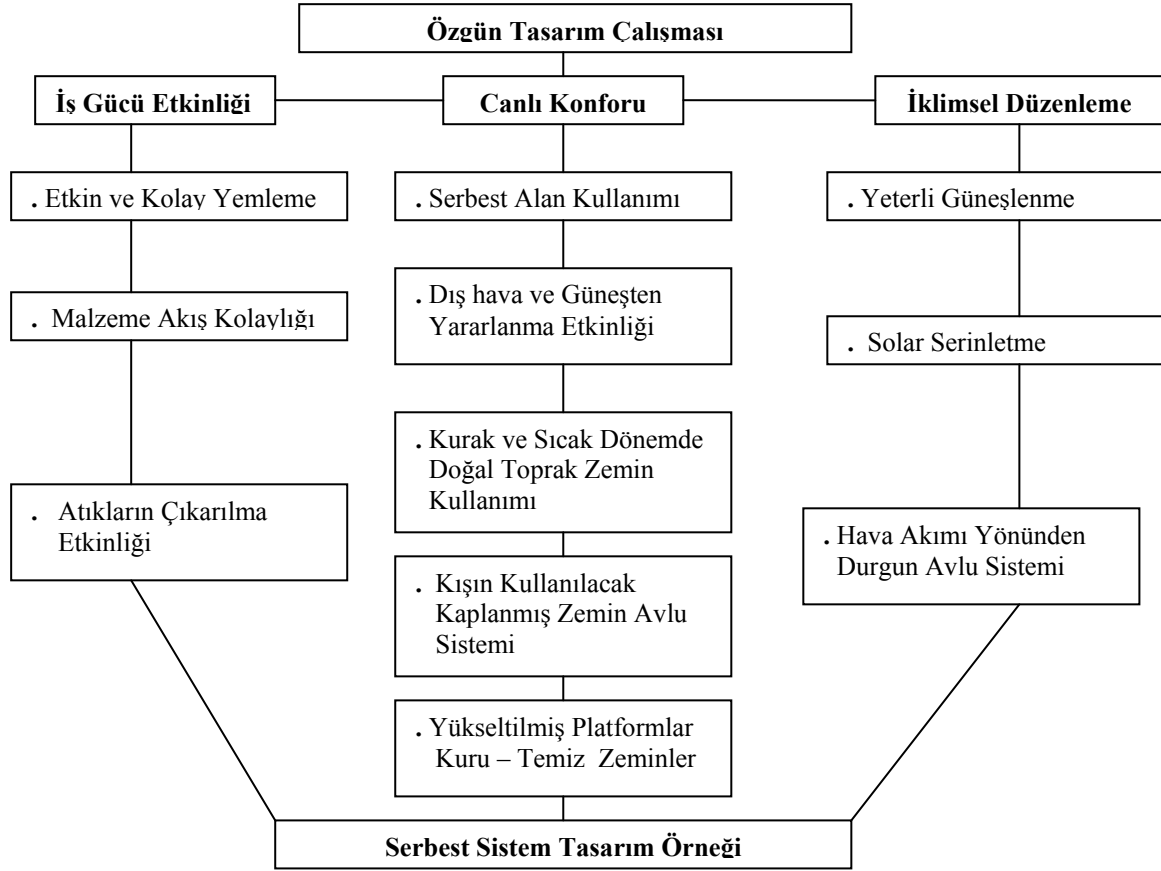 Özgün Tasarım Çalışması
İş Gücü Etkinliği
Canlı Konforu
İklimsel Düzenleme
. Etkin ve Kolay Yemleme
. Malzeme Akış Kolaylığı
. Atıkların Çıkarılma
Etkinliği
. Serbest Alan Kullanımı
. Dış hava ve Güneşten
Yararlanma Etkinliği
. Kurak ve Sıcak Dönemde
Doğal Toprak Zemin
Kullanımı
. Kışın Kullanılacak
Kaplanmış Zemin Avlu
Sistemi
. Yükseltilmiş Platformlar
Kuru – Temiz Zeminler
. Yeterli Güneşlenme
. Solar Serinletme
. Hava Akımı Yönünden
Durgun Avlu Sistemi
Serbest Sistem Tasarım Örneği